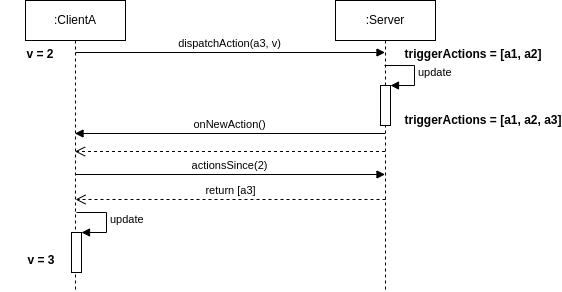 :ClientA
:Server
dispatchAction(a3, v)
v = 2
triggerActions = [a1, a2]
update
triggerActions = [a1, a2, a3]
onNewAction()
actionsSince(2)
return [a3]
update
v = 3